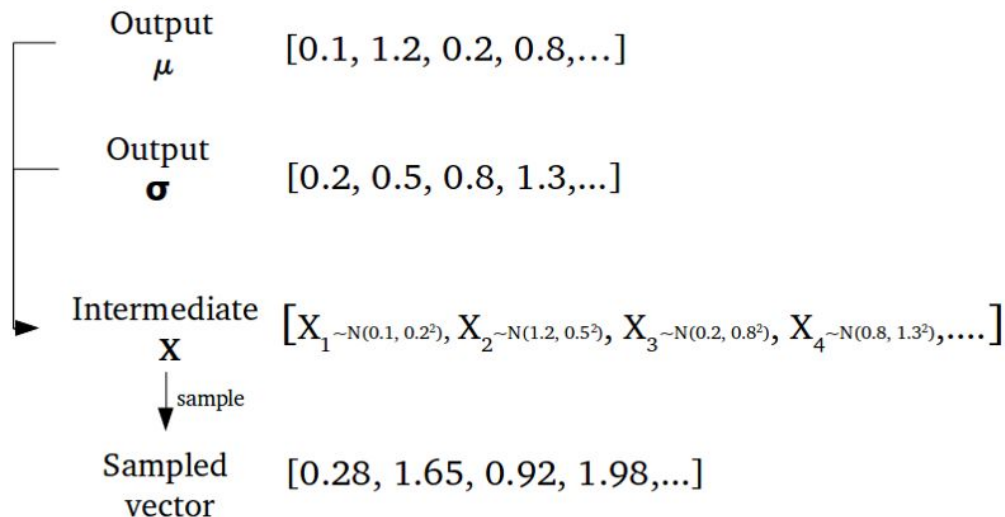 Output
μ
[0.1, 1.2, 0.2, 0.8,...]
Output
σ
[0.2, 0.5, 0.8, 1.3,...]
Intermediate
X
[X₁~N(0.1, 0.2²), X₂~N(1.2, 0.5²), X₃~N(0.2, 0.8²), X₄~N(0.8, 1.3²),....]
sample
Sampled
vector
[0.28, 1.65, 0.92, 1.98,...]